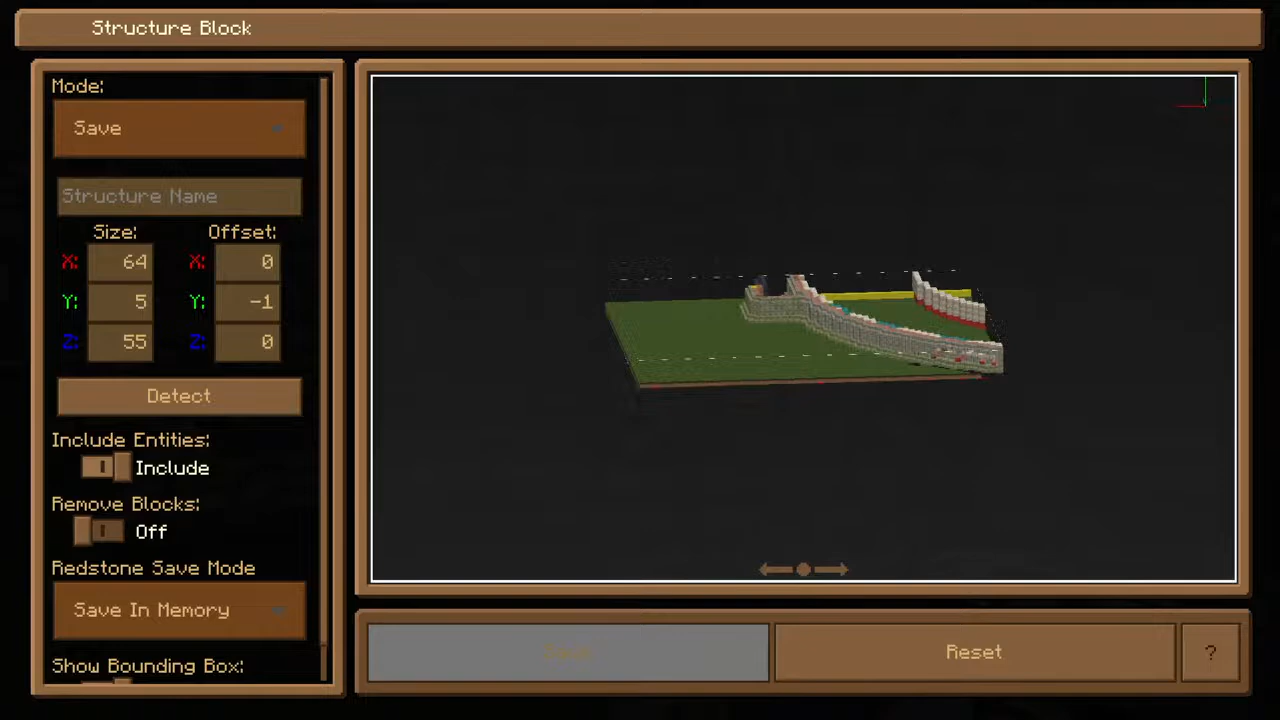 Structure Block
Mode:
Save
Structure Name
Size: Offset:
X: 64 X: 0
Y: 5 Y: -1
Z: 55 Z: 0
Detect
Include Entities:
Include
Remove Blocks:
Off
Redstone Save Mode
Save In Memory
Show Bounding Box:
Save Reset ?